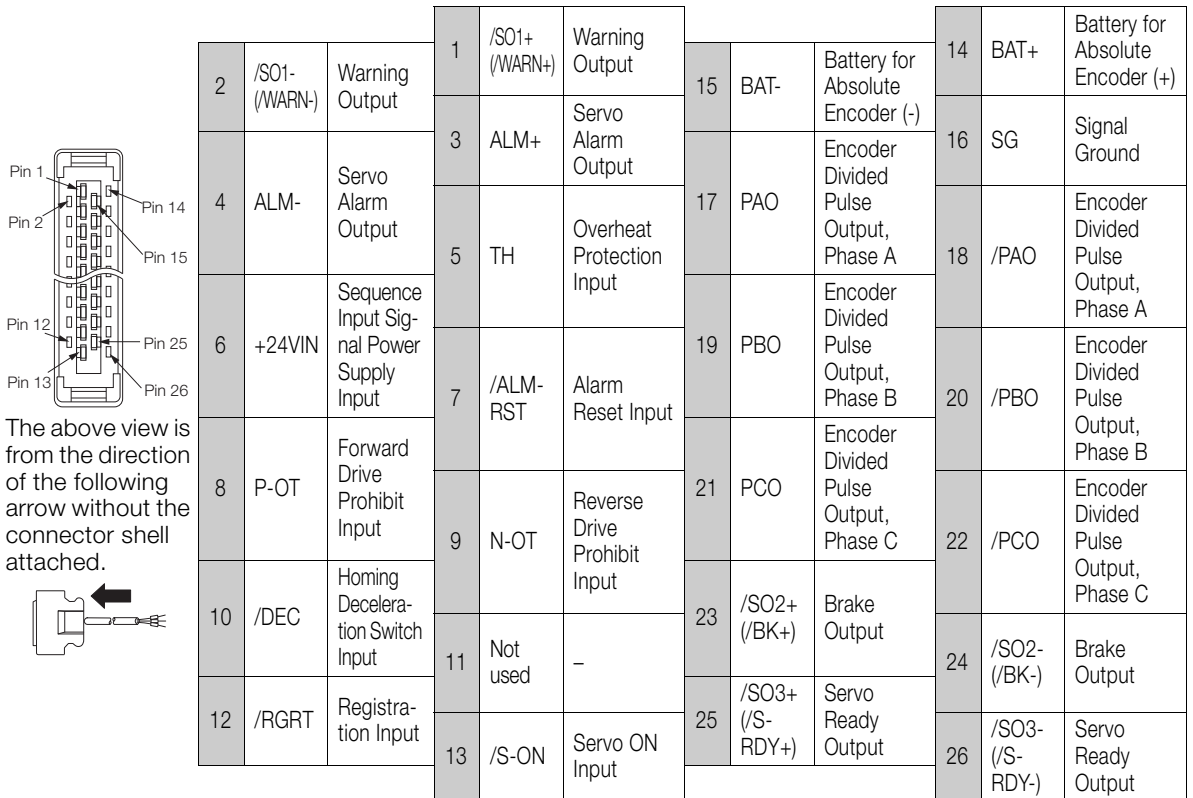 Pin 1
Pin 2
Pin 12
Pin 13
Pin 14
Pin 15
Pin 25
Pin 26
The above view is
from the direction
of the following
arrow without the
connector shell
attached.
2 /SO1- (/WARN-) Warning Output
4 ALM- Servo Alarm Output
6 +24VIN Sequence Input Sig- nal Power Supply Input
8 P-OT Forward Drive Prohibit Input
10 /DEC Homing Decelera- tion Switch Input
12 /RGRT Registra- tion Input
1 /SO1+ (/WARN+) Warning Output
3 ALM+ Servo Alarm Output
5 TH Overheat Protection Input
7 /ALM- RST Alarm Reset Input
9 N-OT Reverse Drive Prohibit Input
11 Not used –
13 /S-ON Servo ON Input
15 BAT- Battery for Absolute Encoder (-)
17 PAO Encoder Divided Pulse Output, Phase A
19 PBO Encoder Divided Pulse Output, Phase B
21 PCO Encoder Divided Pulse Output, Phase C
23 /SO2+ (/BK+) Brake Output
25 /SO3+ (/S- RDY+) Servo Ready Output
14 BAT+ Battery for Absolute Encoder (+)
16 SG Signal Ground
18 /PAO Encoder Divided Pulse Output, Phase A
20 /PBO Encoder Divided Pulse Output, Phase B
22 /PCO Encoder Divided Pulse Output, Phase C
24 /SO2- (/BK-) Brake Output
26 /SO3- (/S- RDY-) Servo Ready Output